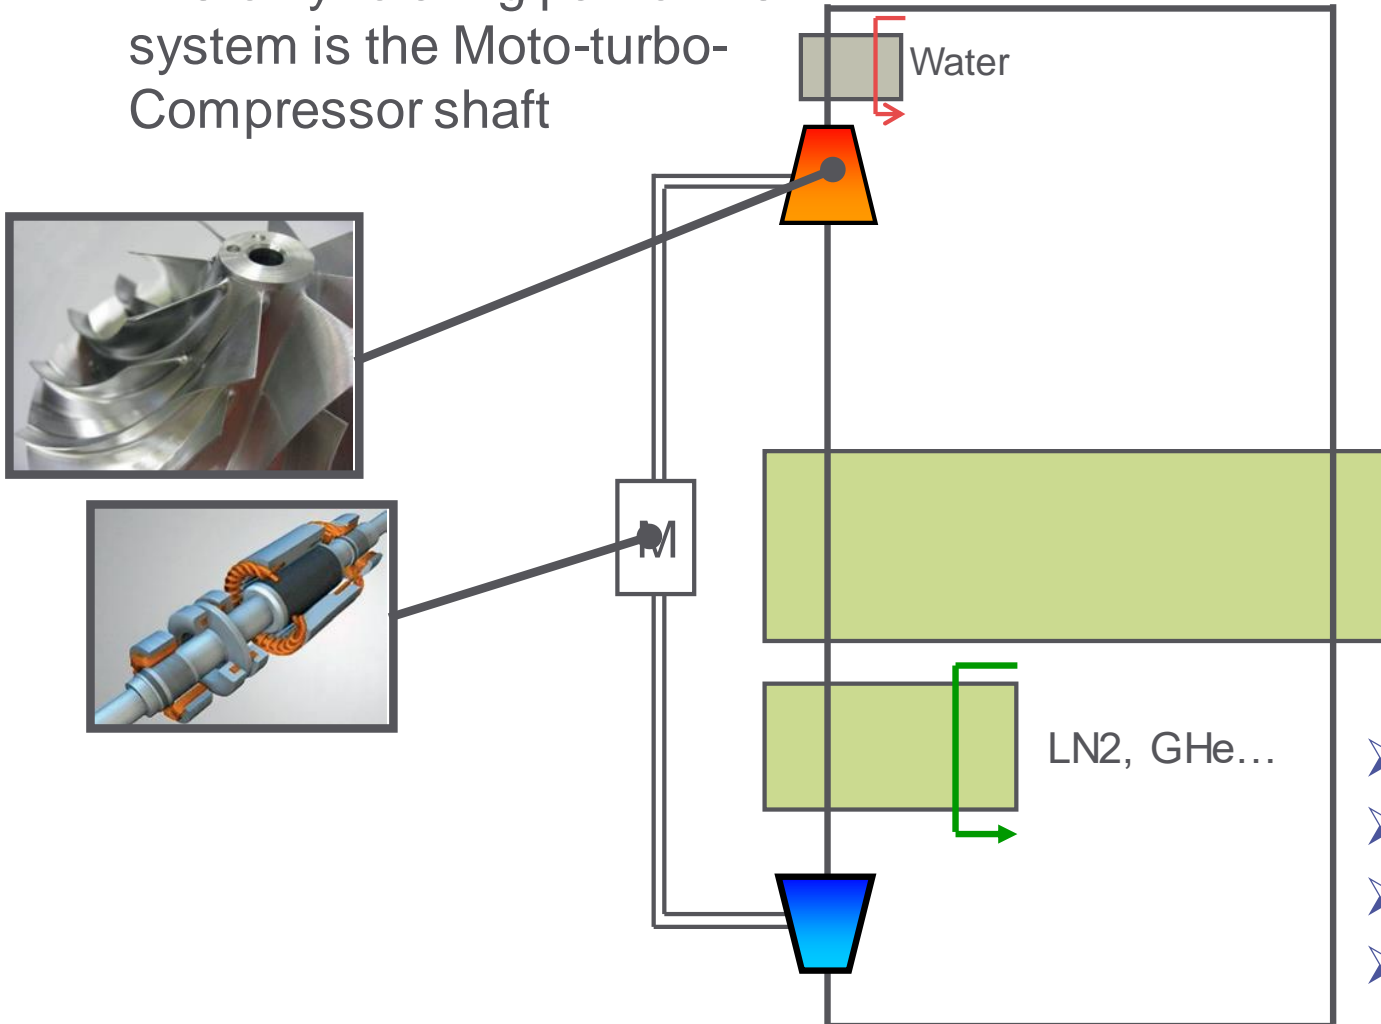 system is the Moto-turbo-
Compressor shaft
Water
M
LN2, GHe…